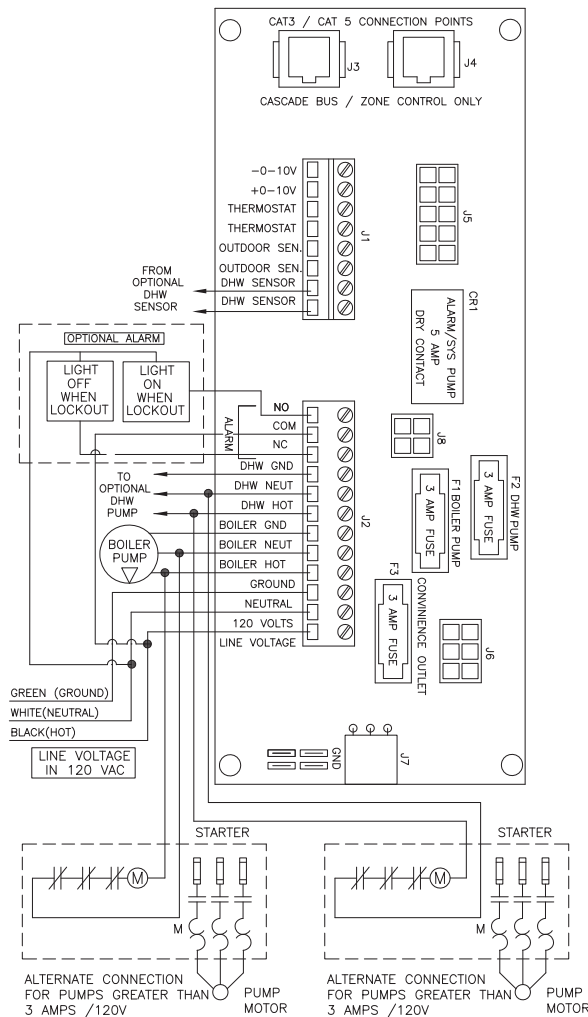 CAT3 / CAT 5 CONNECTION POINTS
J3
J4
CASCADE BUS / ZONE CONTROL ONLY
-0-10V
+0-10V
THERMOSTAT
THERMOSTAT
OUTDOOR SEN.
OUTDOOR SEN.
DHW SENSOR
DHW SENSOR
J1
J5
FROM
OPTIONAL
DHW
SENSOR
CR1
ALARM/SYS PUMP
5 AMP
DRY CONTACT
OPTIONAL ALARM
LIGHT
OFF
WHEN
LOCKOUT
LIGHT
ON
WHEN
LOCKOUT
ALARM
NO
COM
NC
DHW GND
DHW NEUT
DHW HOT
BOILER GND
BOILER NEUT
BOILER HOT
GROUND
NEUTRAL
120 VOLTS
LINE VOLTAGE
J2
J8
TO
OPTIONAL
DHW
PUMP
BOILER
PUMP
F1 BOILER PUMP
3 AMP FUSE
F2 DHW PUMP
3 AMP FUSE
F3
CONVINIENCE OUTLET
3 AMP FUSE
J6
GREEN (GROUND)
WHITE(NEUTRAL)
BLACK(HOT)
LINE VOLTAGE
IN 120 VAC
GND
J7
STARTER
M
M
ALTERNATE CONNECTION
FOR PUMPS GREATER THAN
3 AMPS /120V
PUMP
MOTOR
STARTER
M
M
ALTERNATE CONNECTION
FOR PUMPS GREATER THAN
3 AMPS /120V
PUMP
MOTOR